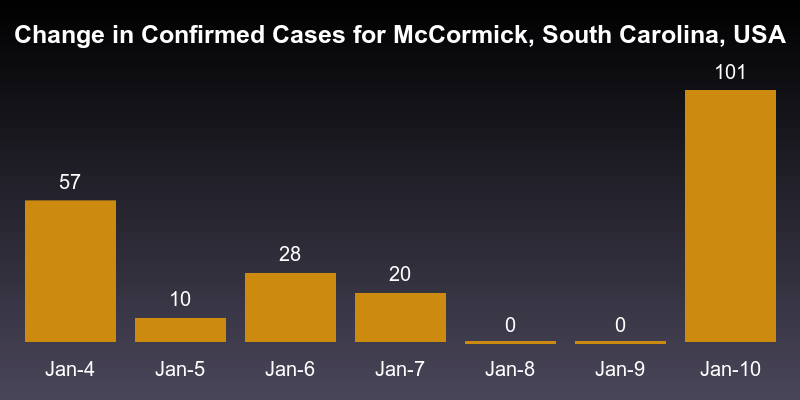 Change in Confirmed Cases for McCormick, South Carolina, USA
101
57
28
20
10
0
0
Jan-4
Jan-5
Jan-6
Jan-7
Jan-8
Jan-9
Jan-10